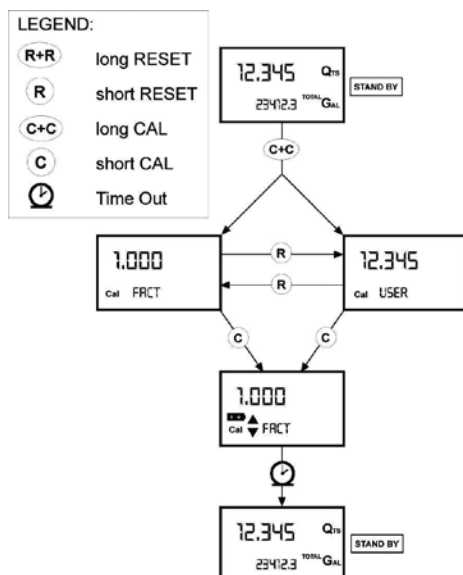 LEGEND:
R+R long RESET
R short RESET
C+C long CAL
C short CAL
Time Out
12.345 QTS
23412.3 TOTAL GAL
STAND BY
C+C
1.000
Cal FACT
R
R
12.345
Cal USER
C
C
1.000
Cal FACT
12.345 QTS
23412.3 TOTAL GAL
STAND BY